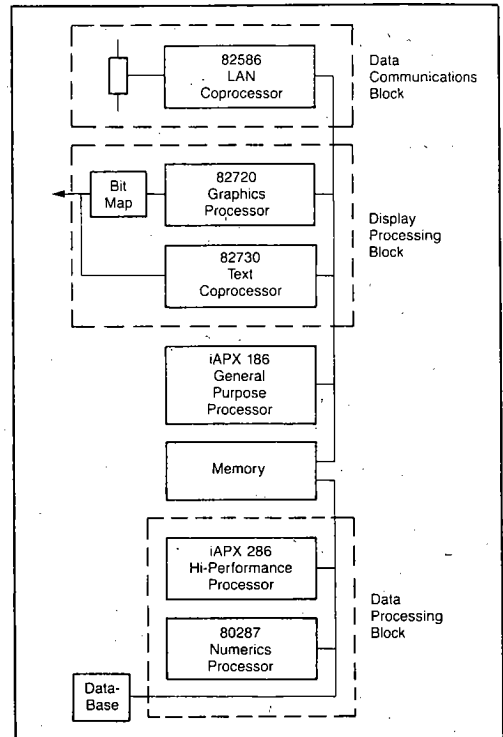 82586
LAN
Coprocessor
Data
Communications
Block
Bit
Map
82720
Graphics
Processor
82730
Text
Coprocessor
Display
Processing
Block
iAPX 186
General
Purpose
Processor
Memory
iAPX 286
Hi-Performance
Processor
80287
Numerics
Processor
Data
Processing
Block
Data-
Base